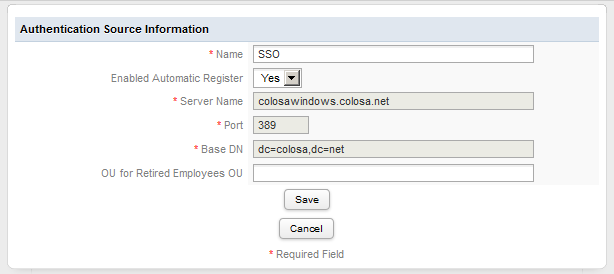 Authentication Source Information
* Name SSO
Enabled Automatic Register Yes
* Server Name colosawindows.colosa.net
* Port 389
* Base DN dc=colosa,dc=net
OU for Retired Employees OU
Save
Cancel
* Required Field